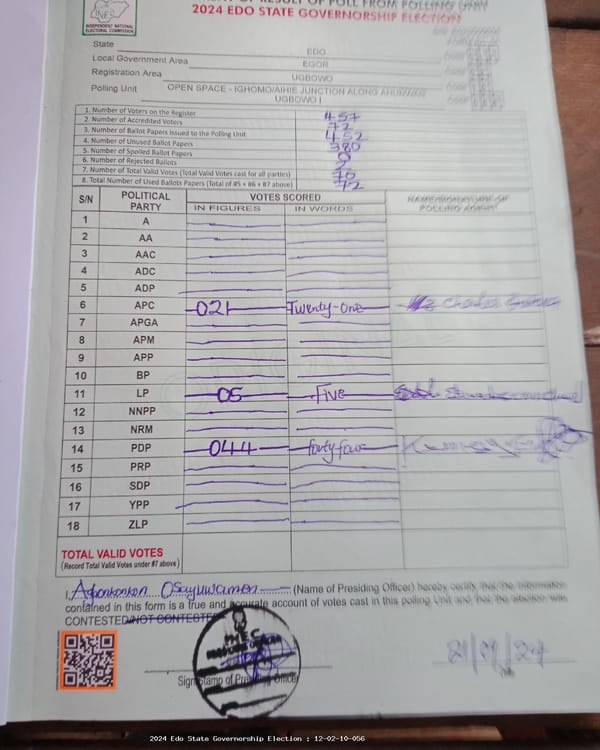 INEC
INDEPENDENT NATIONAL
ELECTORAL COMMISSION
OF RESULT OF POLL FROM POLLING UNIT
2024 EDO STATE GOVERNORSHIP ELECTION
State EDO
Local Government Area EGOR
Registration Area UGBOWO
Polling Unit OPEN SPACE - IGHOMO/AIHIE JUNCTION ALONG
UGBOWO I
1. Number of Voters on the Register 457
2. Number of Accredited Voters 72
3. Number of Ballot Papers Issued to the Polling Unit 452
4. Number of Unused Ballot Papers 380
5. Number of Spoiled Ballot Papers 0
6. Number of Rejected Ballots 2
7. Number of Total Valid Votes (Total Valid Votes cast for all parties) 70
8. Total Number of Used Ballots Papers (Total of #5 + #6 + #7 above) 72
S/N POLITICAL PARTY VOTES SCORED NAME/SIGNATURE OF POLLING AGENT
IN FIGURES IN WORDS
1 A
2 AA
3 AAC
4 ADC
5 ADP
6 APC 021 Twenty-one
7 APGA
8 APM
9 APP
10 BP
11 LP 05 Five
12 NNPP
13 NRM
14 PDP 044 forty four
15 PRP
16 SDP
17 YPP
18 ZLP
TOTAL VALID VOTES
(Record Total Valid Votes under #7 above)
I, Osayuwamen (Name of Presiding Officer) hereby certify that the information
contained in this form is a true and accurate account of votes cast in this polling Unit and that the election was
CONTESTED/NOT CONTESTED
INEC
PRESIDING OFFICER
21/09/24
Sign/Stamp of Presiding Officer
2024 Edo State Governorship Election : 12-02-10-056